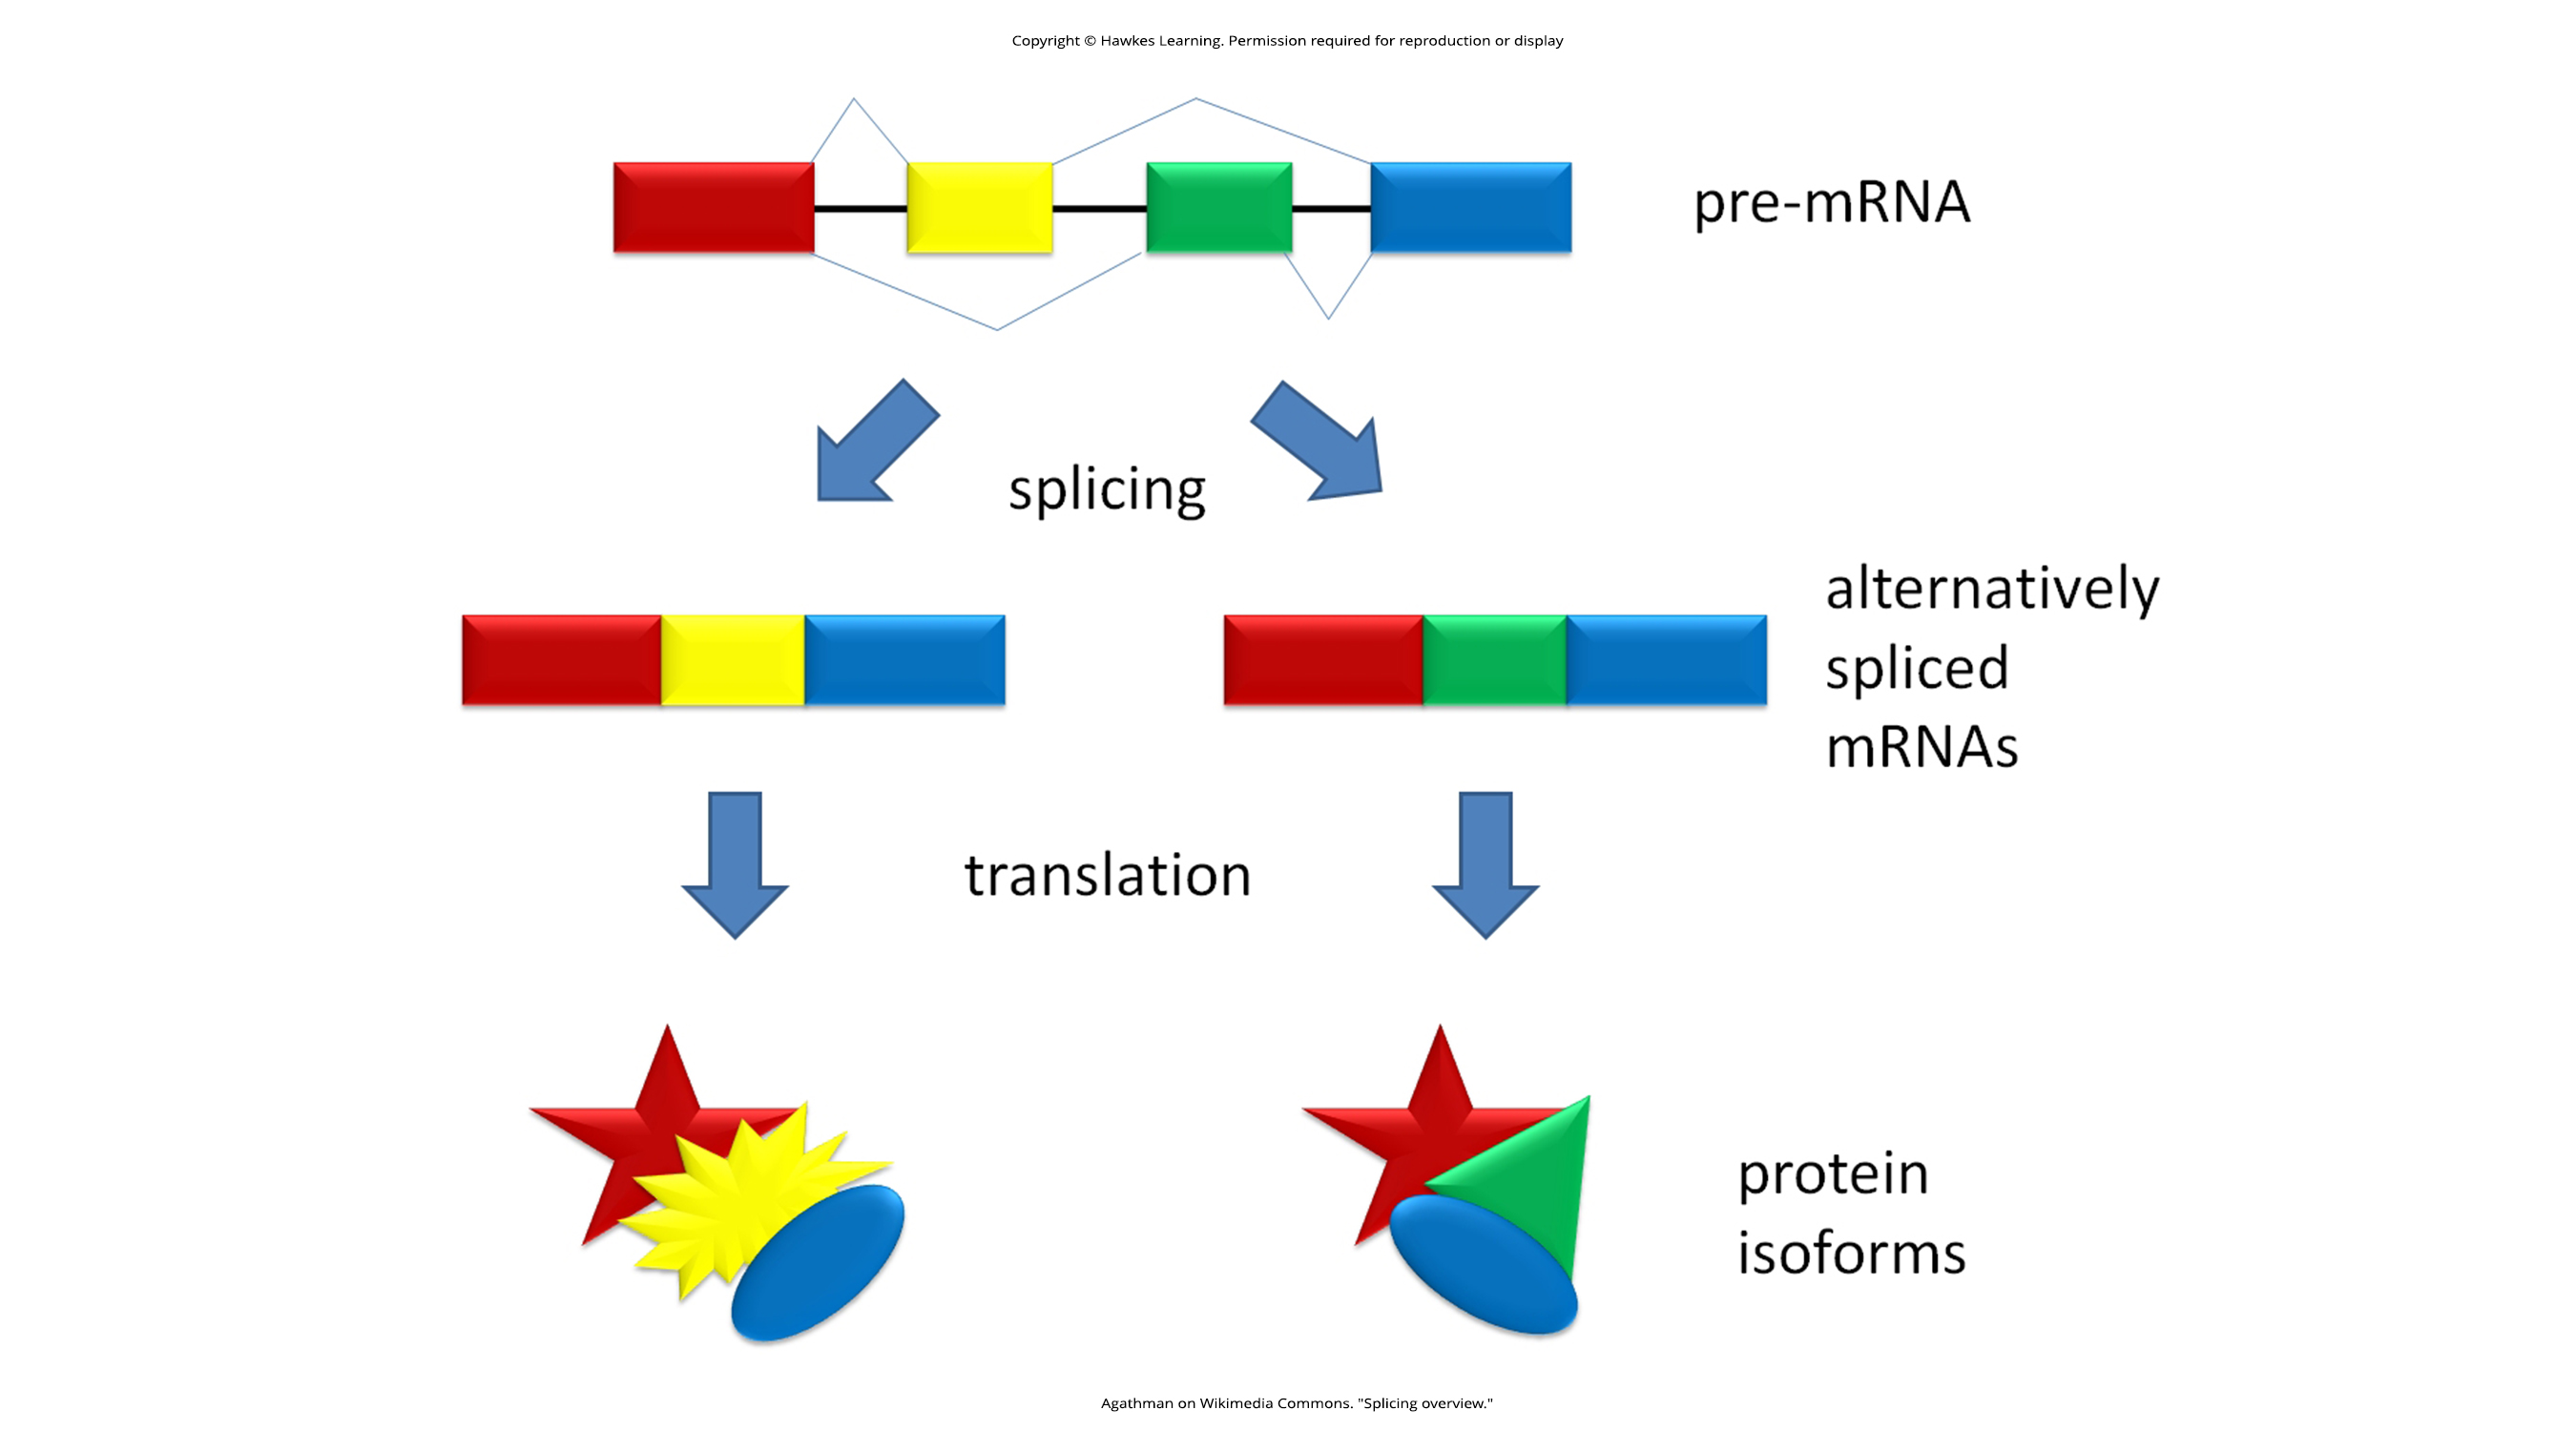 Copyright © Hawkes Learning. Permission required for reproduction or display
pre-mRNA
splicing
alternatively
spliced
mRNAs
translation
protein
isoforms
Agathman on Wikimedia Commons. "Splicing overview."